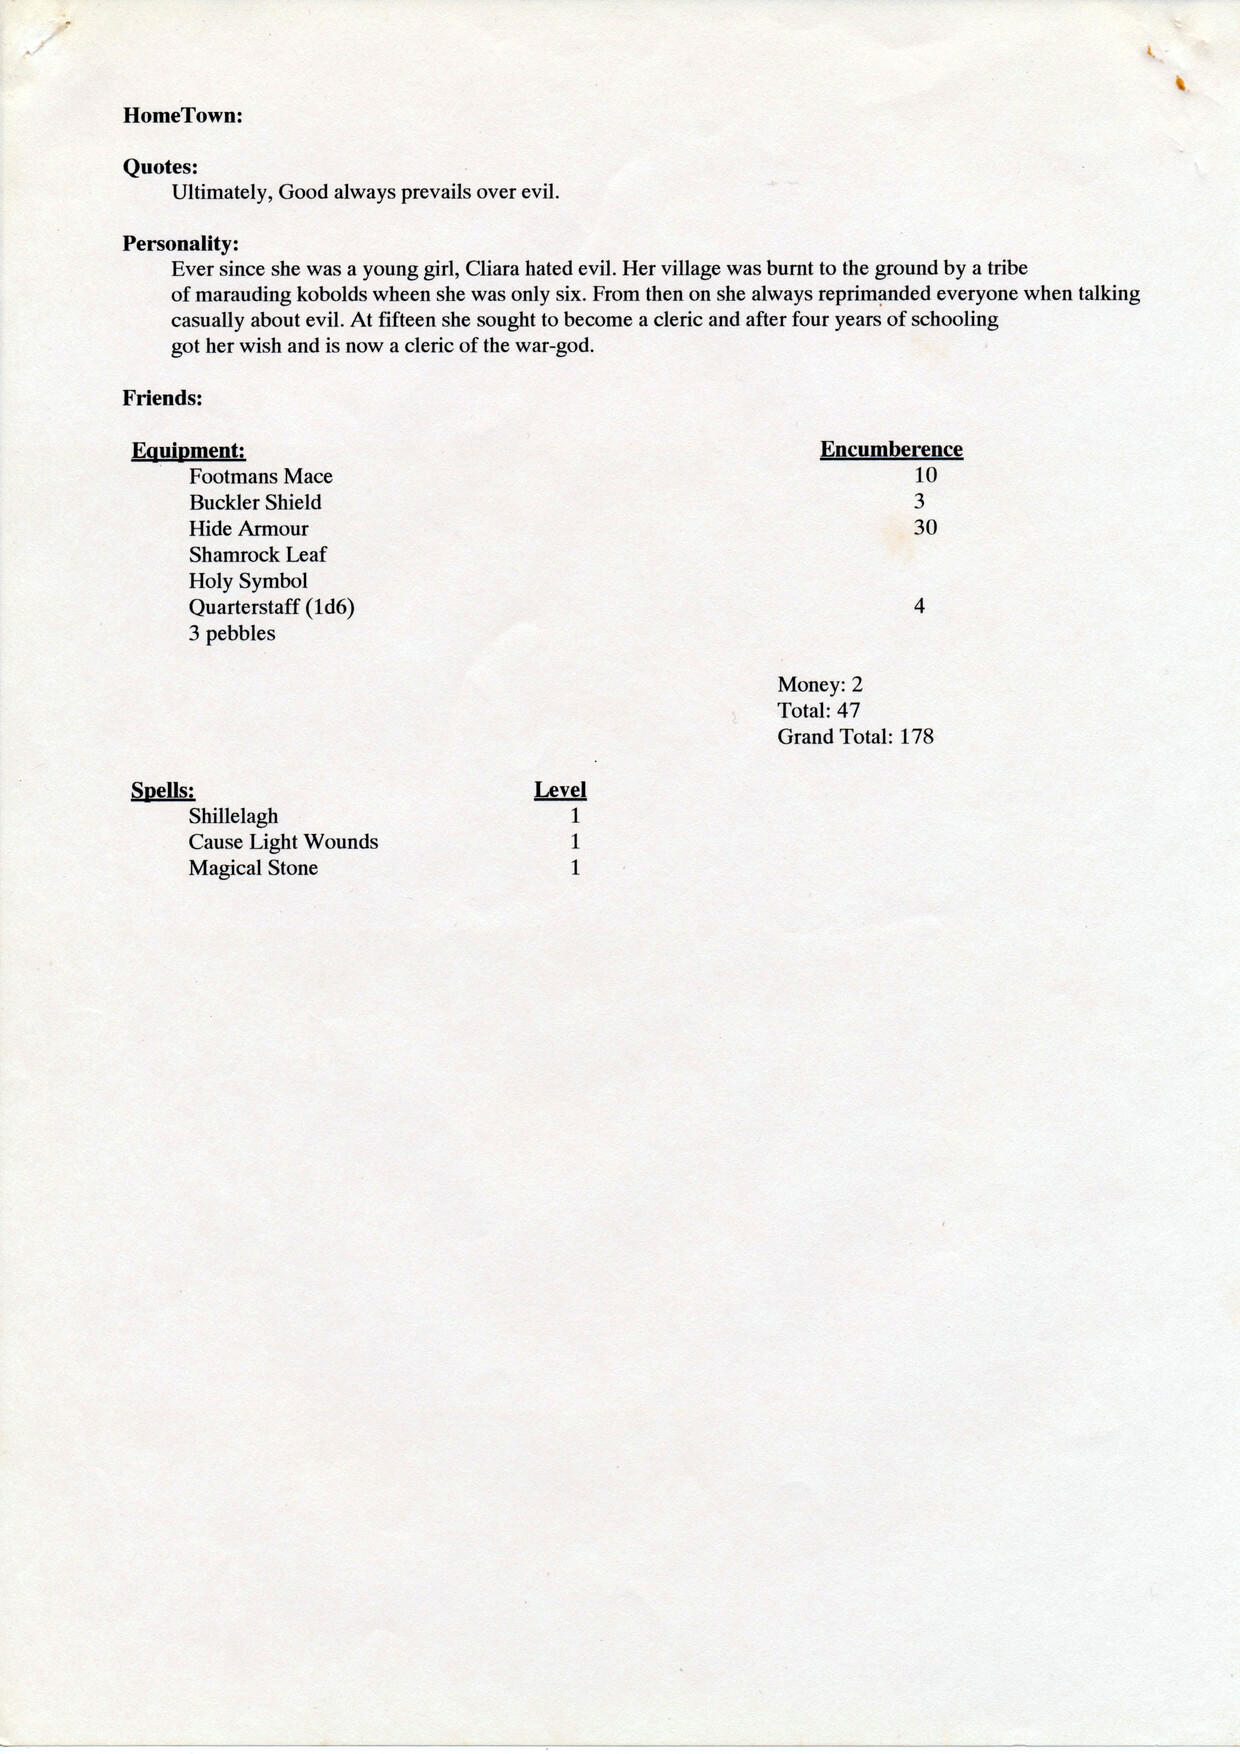 HomeTown:
Quotes:
Ultimately, Good always prevails over evil.
Personality:
Ever since she was a young girl, Cliara hated evil. Her village was burnt to the ground by a tribe
of marauding kobolds wheen she was only six. From then on she always reprimanded everyone when talking
casually about evil. At fifteen she sought to become a cleric and after four years of schooling
got her wish and is now a cleric of the war-god.
Friends:
Equipment: Encumberence
Footmans Mace 10
Buckler Shield 3
Hide Armour 30
Shamrock Leaf
Holy Symbol
Quarterstaff (1d6) 4
3 pebbles
Money: 2
Total: 47
Grand Total: 178
Spells: Level
Shillelagh 1
Cause Light Wounds 1
Magical Stone 1